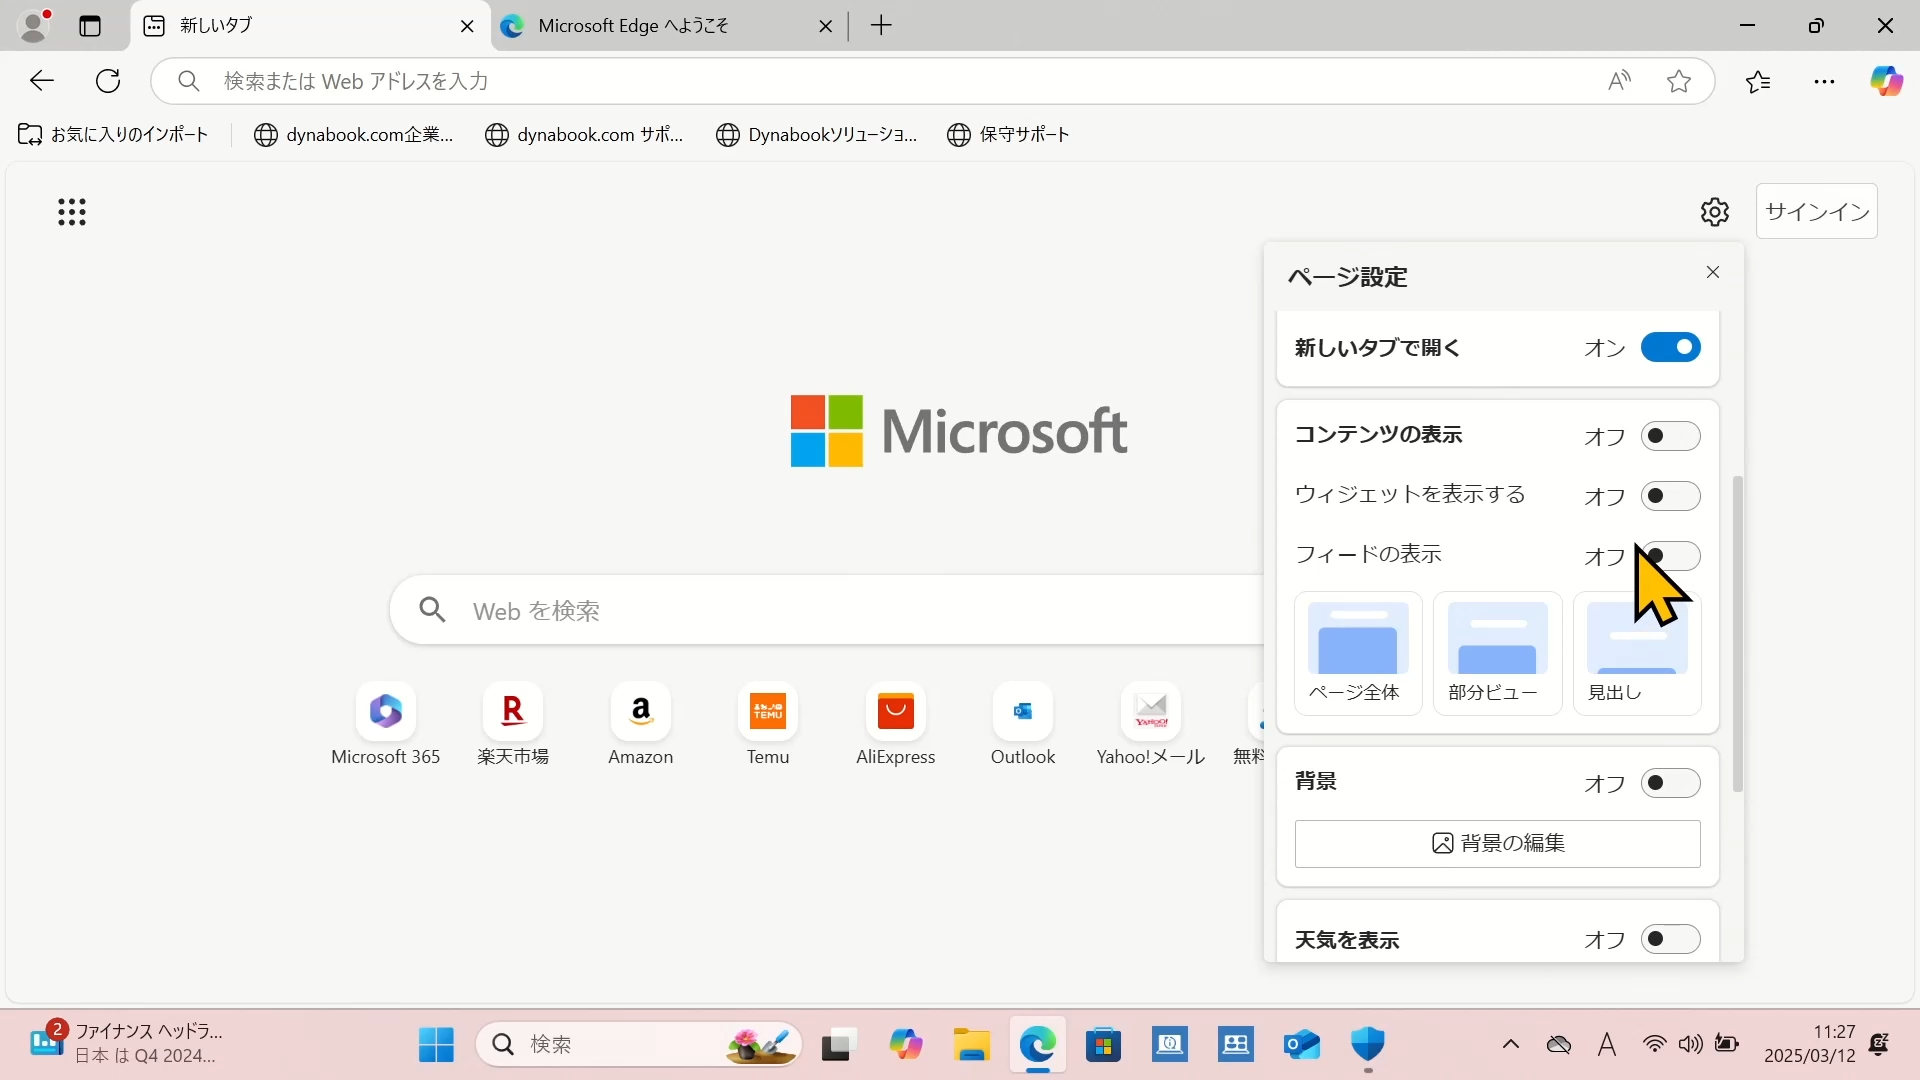 新しいタブ
Microsoft Edge へようこそ
検索または Web アドレスを入力
お気に入りのインポート
dynabook.com企業...
dynabook.com サポ...
Dynabookソリューショ...
保守サポート
サインイン
ページ設定
新しいタブで開く オン
コンテンツの表示 オフ
ウィジェットを表示する オフ
フィードの表示 オフ
ページ全体
部分ビュー
見出し
背景 オフ
背景の編集
天気を表示 オフ
Microsoft
Web を検索
Microsoft 365
楽天市場
Amazon
TEMU
Temu
AliExpress
Outlook
YAHOO!
Yahoo!メール
無料
2
ファイナンス ヘッドラ...
日本 は Q4 2024...
検索
A
11:27
2025/03/12